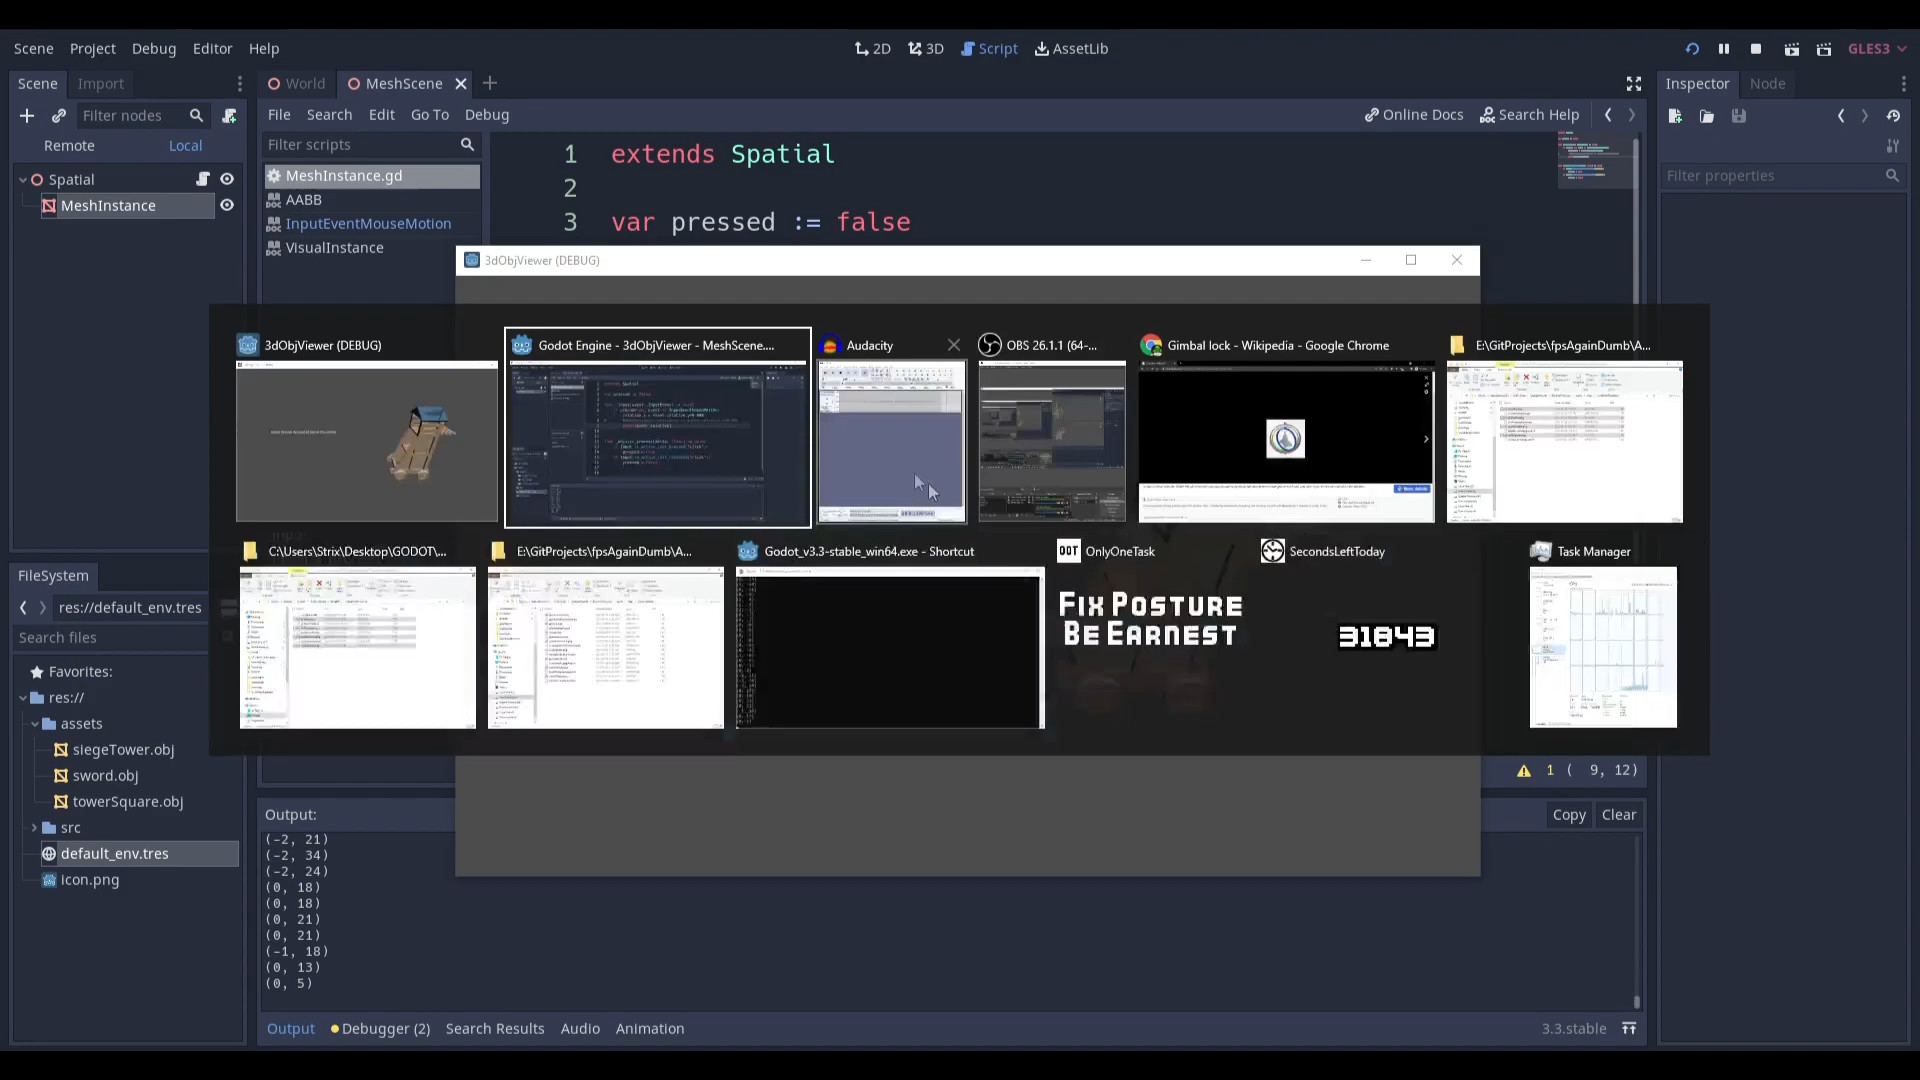 Scene Project Debug Editor Help
2D 3D Script AssetLib
GLES3
Scene Import
World MeshScene
Inspector Node
Filter nodes
File Search Edit Go To Debug
Online Docs Search Help
Remote Local
Filter scripts
Filter properties
Spatial
MeshInstance
MeshInstance.gd
AABB
InputEventMouseMotion
VisualInstance
1 extends Spatial
2
3 var pressed := false
3dObjViewer (DEBUG)
3dObjViewer (DEBUG)
Godot Engine - 3dObjViewer - MeshScene....
Audacity
OBS 26.1.1 (64-...
Gimbal lock - Wikipedia - Google Chrome
E:\GitProjects\fpsAgainDumb\A...
C:\Users\Strix\Desktop\GODOT\...
E:\GitProjects\fpsAgainDumb\A...
Godot_v3.3-stable_win64.exe - Shortcut
OOT OnlyOneTask
SecondsLeftToday
Task Manager
FIX POSTURE
BE EARNEST
31843
FileSystem
res://default_env.tres
Search files
Favorites:
res://
assets
siegeTower.obj
sword.obj
towerSquare.obj
src
default_env.tres
icon.png
1 ( 9, 12)
Output:
Copy Clear
(-2, 21)
(-2, 34)
(-2, 24)
(0, 18)
(0, 18)
(0, 21)
(0, 21)
(-1, 18)
(0, 13)
(0, 5)
Output Debugger (2) Search Results Audio Animation
3.3.stable